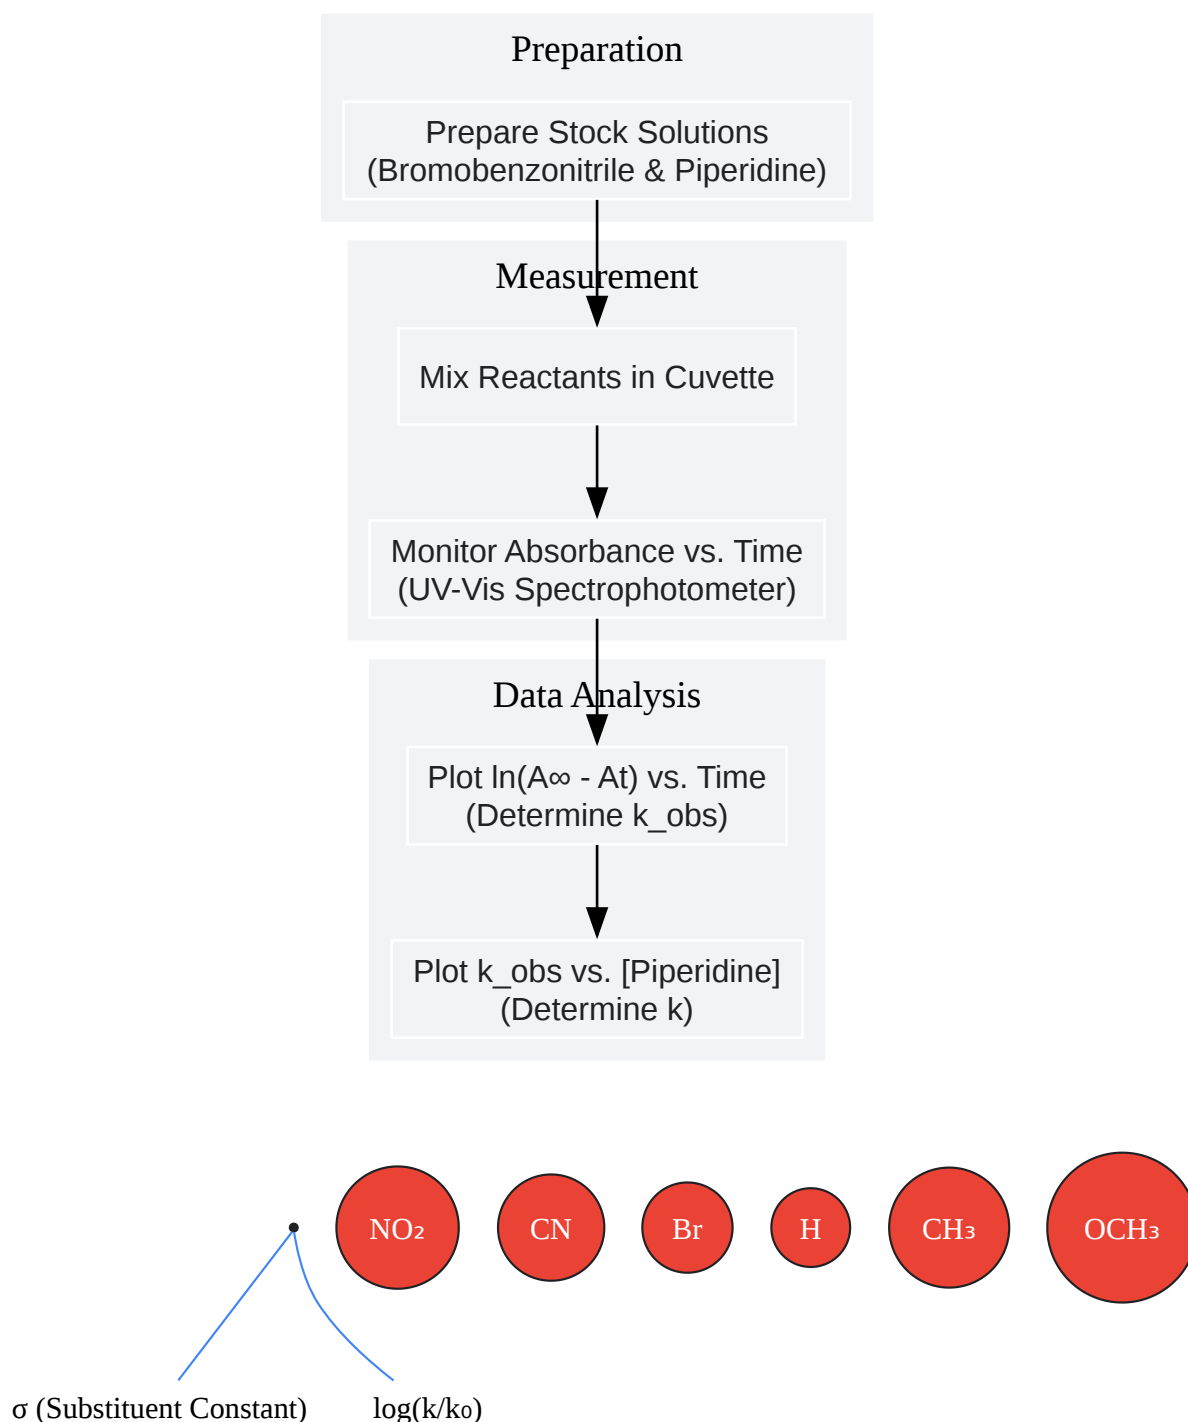 Preparation
Prepare Stock Solutions
(Bromobenzonitrile & Piperidine)
Measurement
Mix Reactants in Cuvette
Monitor Absorbance vs. Time
(UV-Vis Spectrophotometer)
Data Analysis
Plot ln(A∞ - At) vs. Time
(Determine k_obs)
Plot k_obs vs. [Piperidine]
(Determine k)
NO₂
CN
Br
H
CH₃
OCH₃
σ (Substituent Constant)
log(k/k₀)